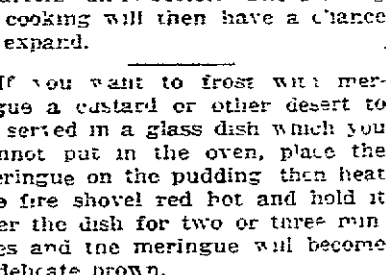 cooking will then have a chance
expand.
If you want to frost with mer-
gue a custard or other desert to
served in a glass dish which you
nnot put in the oven, place the
eringue on the pudding then heat
e fire shovel red hot and hold it
er the dish for two or three min
es and the meringue will become
delicate brown.